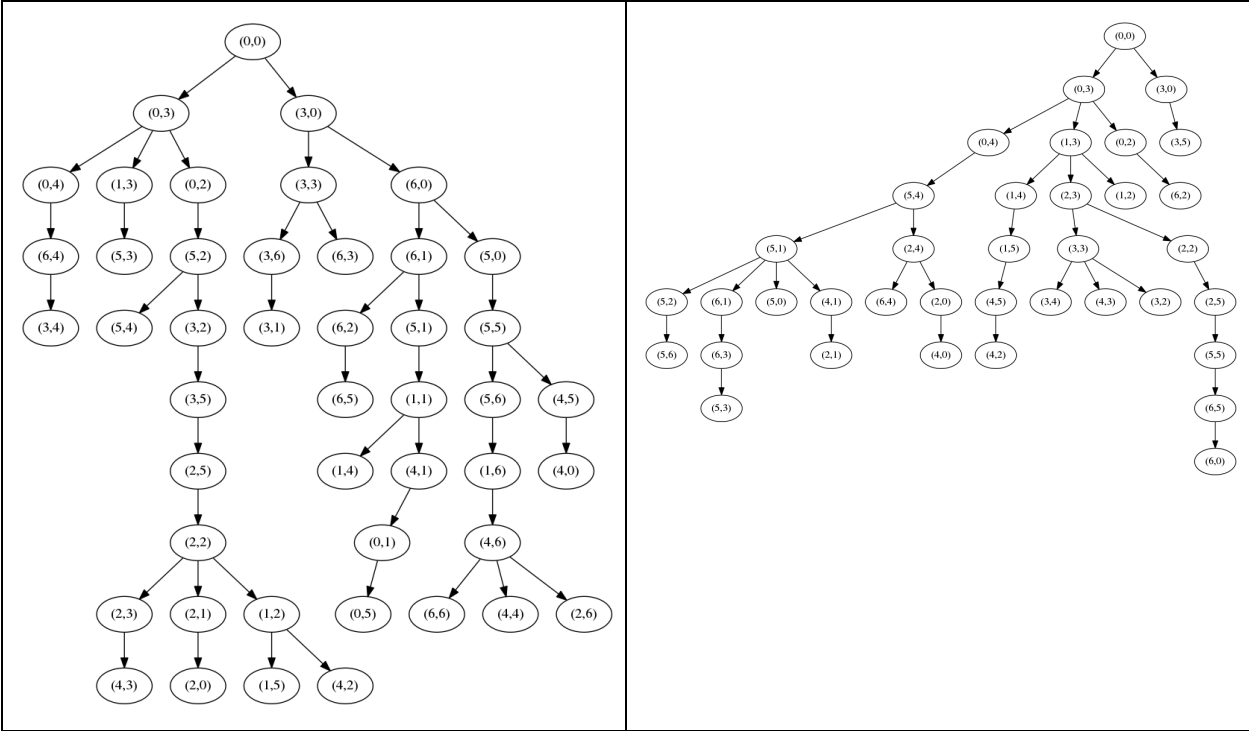 (0,0)
(0,3) (3,0)
(0,4) (1,3) (0,2) (3,3) (6,0)
(6,4) (5,3) (5,2) (3,6) (6,3) (6,1) (5,0)
(3,4) (5,4) (3,2) (3,1) (6,2) (5,1) (5,5)
(3,5) (6,5) (1,1) (5,6) (4,5)
(2,5) (1,4) (4,1) (1,6) (4,0)
(2,2) (0,1) (4,6)
(2,3) (2,1) (1,2) (0,5) (6,6) (4,4) (2,6)
(4,3) (2,0) (1,5) (4,2)
(0,0)
(0,3) (3,0)
(0,4) (1,3) (0,2) (3,5)
(5,4) (1,4) (2,3) (1,2) (6,2)
(5,1) (2,4) (1,5) (3,3) (2,2)
(5,2) (6,1) (5,0) (4,1) (6,4) (2,0) (4,5) (3,4) (4,3) (3,2) (2,5)
(5,6) (6,3) (2,1) (4,0) (4,2) (5,5)
(5,3) (6,5)
(6,0)